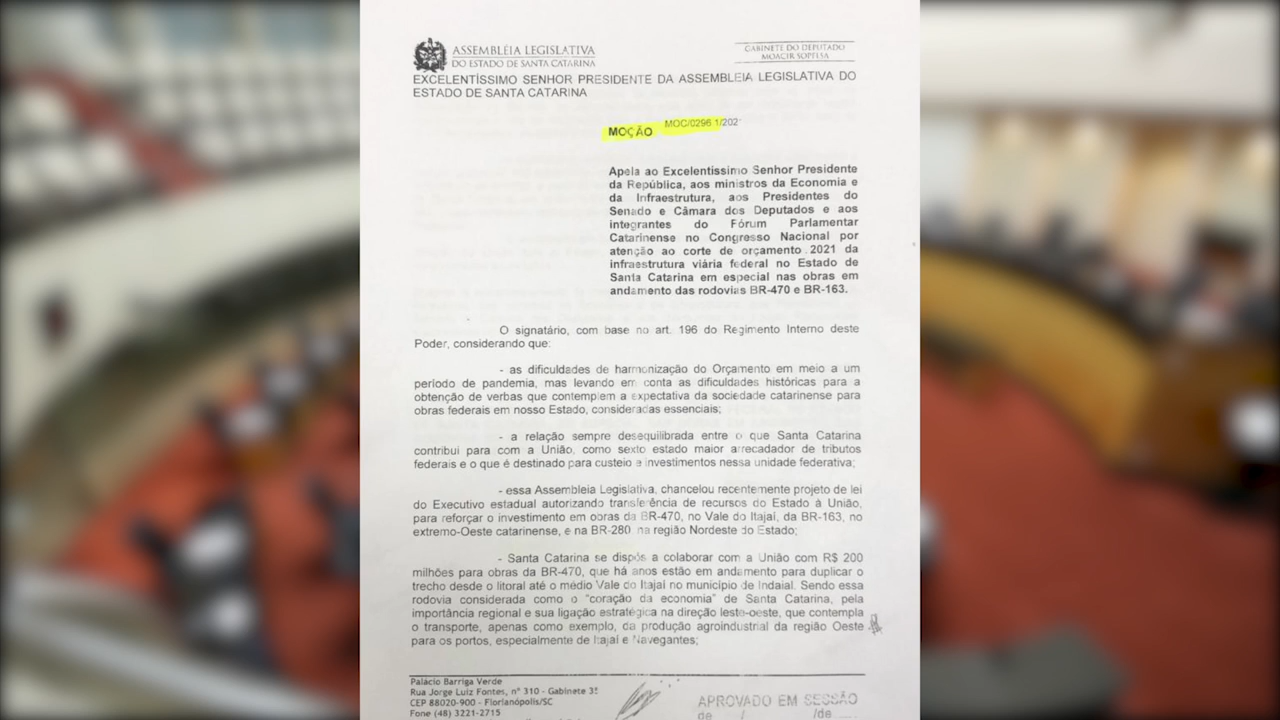 ASSEMBLÉIA LEGISLATIVA
DO ESTADO DE SANTA CATARINA
GABINETE DO DEPUTADO
MOACIR SOPELSA
EXCELENTÍSSIMO SENHOR PRESIDENTE DA ASSEMBLEIA LEGISLATIVA DO
ESTADO DE SANTA CATARINA
MOÇÃO MOC/0296.1/202
Apela ao Excelentíssimo Senhor Presidente
da República, aos ministros da Economia e
da Infraestrutura, aos Presidentes do
Senado e Câmara dos Deputados e aos
integrantes do Fórum Parlamentar
Catarinense no Congresso Nacional por
atenção ao corte de orçamento 2021 da
infraestrutura viária federal no Estado de
Santa Catarina em especial nas obras em
andamento das rodovias BR-470 e BR-163.
O signatário, com base no art. 196 do Regimento Interno deste
Poder, considerando que:
- as dificuldades de harmonização do Orçamento em meio a um
período de pandemia, mas levando em conta as dificuldades históricas para a
obtenção de verbas que contemplem a expectativa da sociedade catarinense para
obras federais em nosso Estado, consideradas essenciais;
- a relação sempre desequilibrada entre o que Santa Catarina
contribui para com a União, como sexto estado maior arrecadador de tributos
federais e o que é destinado para custeio e investimentos nessa unidade federativa;
- essa Assembleia Legislativa, chancelou recentemente projeto de lei
do Executivo estadual autorizando transferência de recursos do Estado à União,
para reforçar o investimento em obras da BR-470, no Vale do Itajaí, da BR-163, no
extremo-Oeste catarinense, e na BR-280 na região Nordeste do Estado;
- Santa Catarina se dispôs a colaborar com a União com R$ 200
milhões para obras da BR-470, que há anos estão em andamento para duplicar o
trecho desde o litoral até o médio Vale do Itajaí no município de Indaial. Sendo essa
rodovia considerada como o “coração da economia” de Santa Catarina, pela
importância regional e sua ligação estratégica na direção leste-oeste, que contempla
o transporte, apenas como exemplo, da produção agroindustrial da região Oeste
para os portos, especialmente de Itajaí e Navegantes;
Palácio Barriga Verde
Rua Jorge Luiz Fontes, nº 310 - Gabinete
CEP 88020-900 - Florianópolis/SC
Fone (48) 3221-2715
APROVADO EM SESSÃO
de / /de